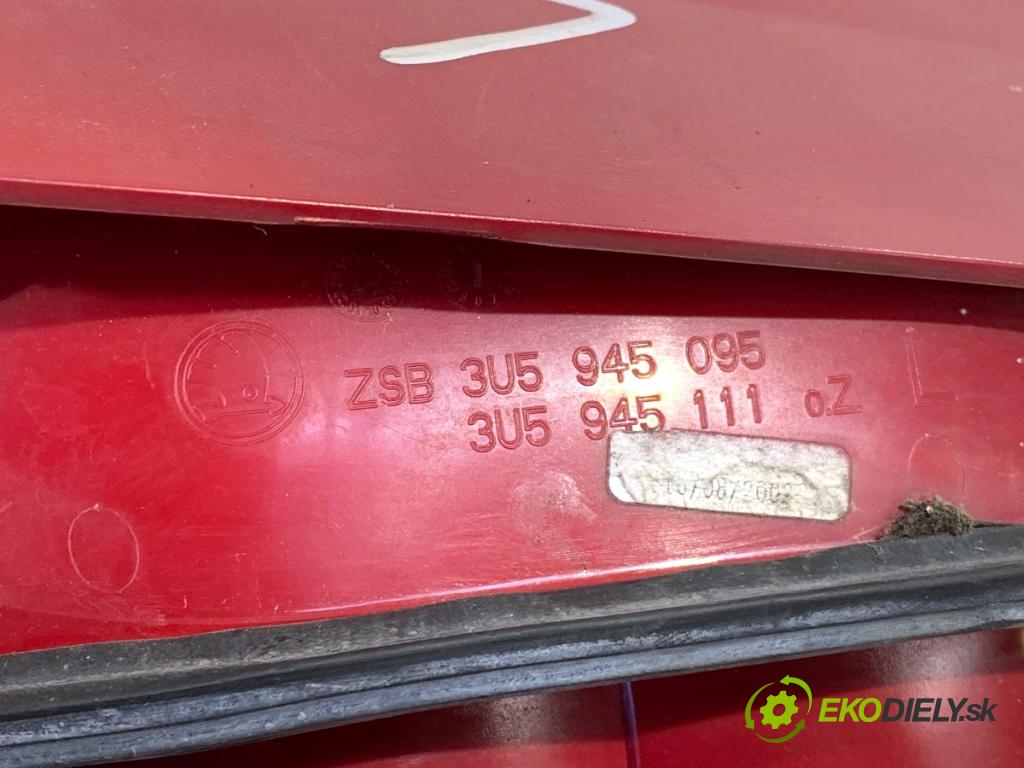 ZSB 3U5 945 095
3U5 945 111 o.Z.
L
EKODIELY.sk